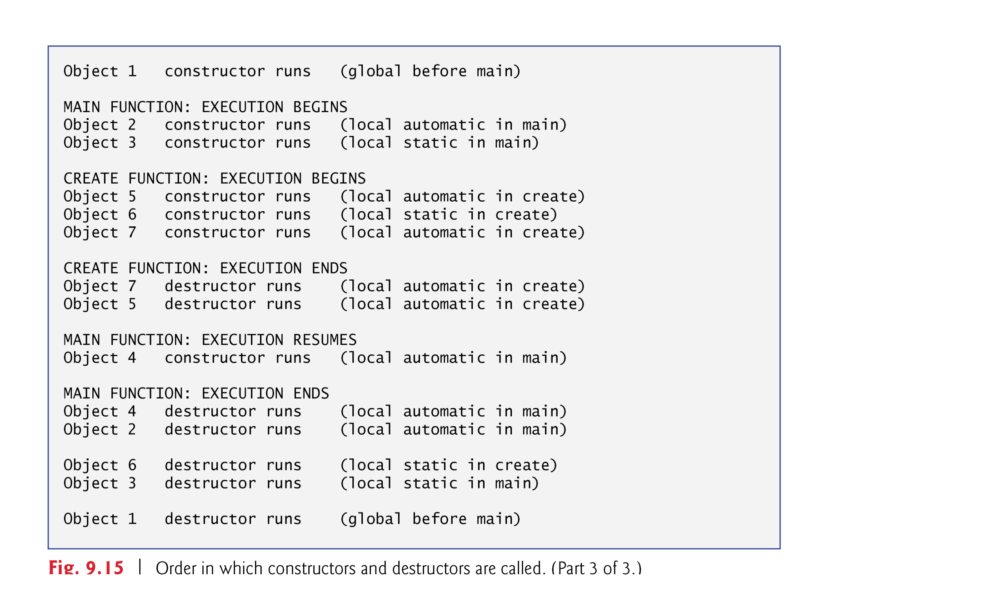 Object 1   constructor runs   (global before main)
MAIN FUNCTION: EXECUTION BEGINS
Object 2   constructor runs   (local automatic in main)
Object 3   constructor runs   (local static in main)
CREATE FUNCTION: EXECUTION BEGINS
Object 5   constructor runs   (local automatic in create)
Object 6   constructor runs   (local static in create)
Object 7   constructor runs   (local automatic in create)
CREATE FUNCTION: EXECUTION ENDS
Object 7   destructor runs    (local automatic in create)
Object 5   destructor runs    (local automatic in create)
MAIN FUNCTION: EXECUTION RESUMES
Object 4   constructor runs   (local automatic in main)
MAIN FUNCTION: EXECUTION ENDS
Object 4   destructor runs    (local automatic in main)
Object 2   destructor runs    (local automatic in main)
Object 6   destructor runs    (local static in create)
Object 3   destructor runs    (local static in main)
Object 1   destructor runs    (global before main)
Fig. 9.15 | Order in which constructors and destructors are called. (Part 3 of 3.)